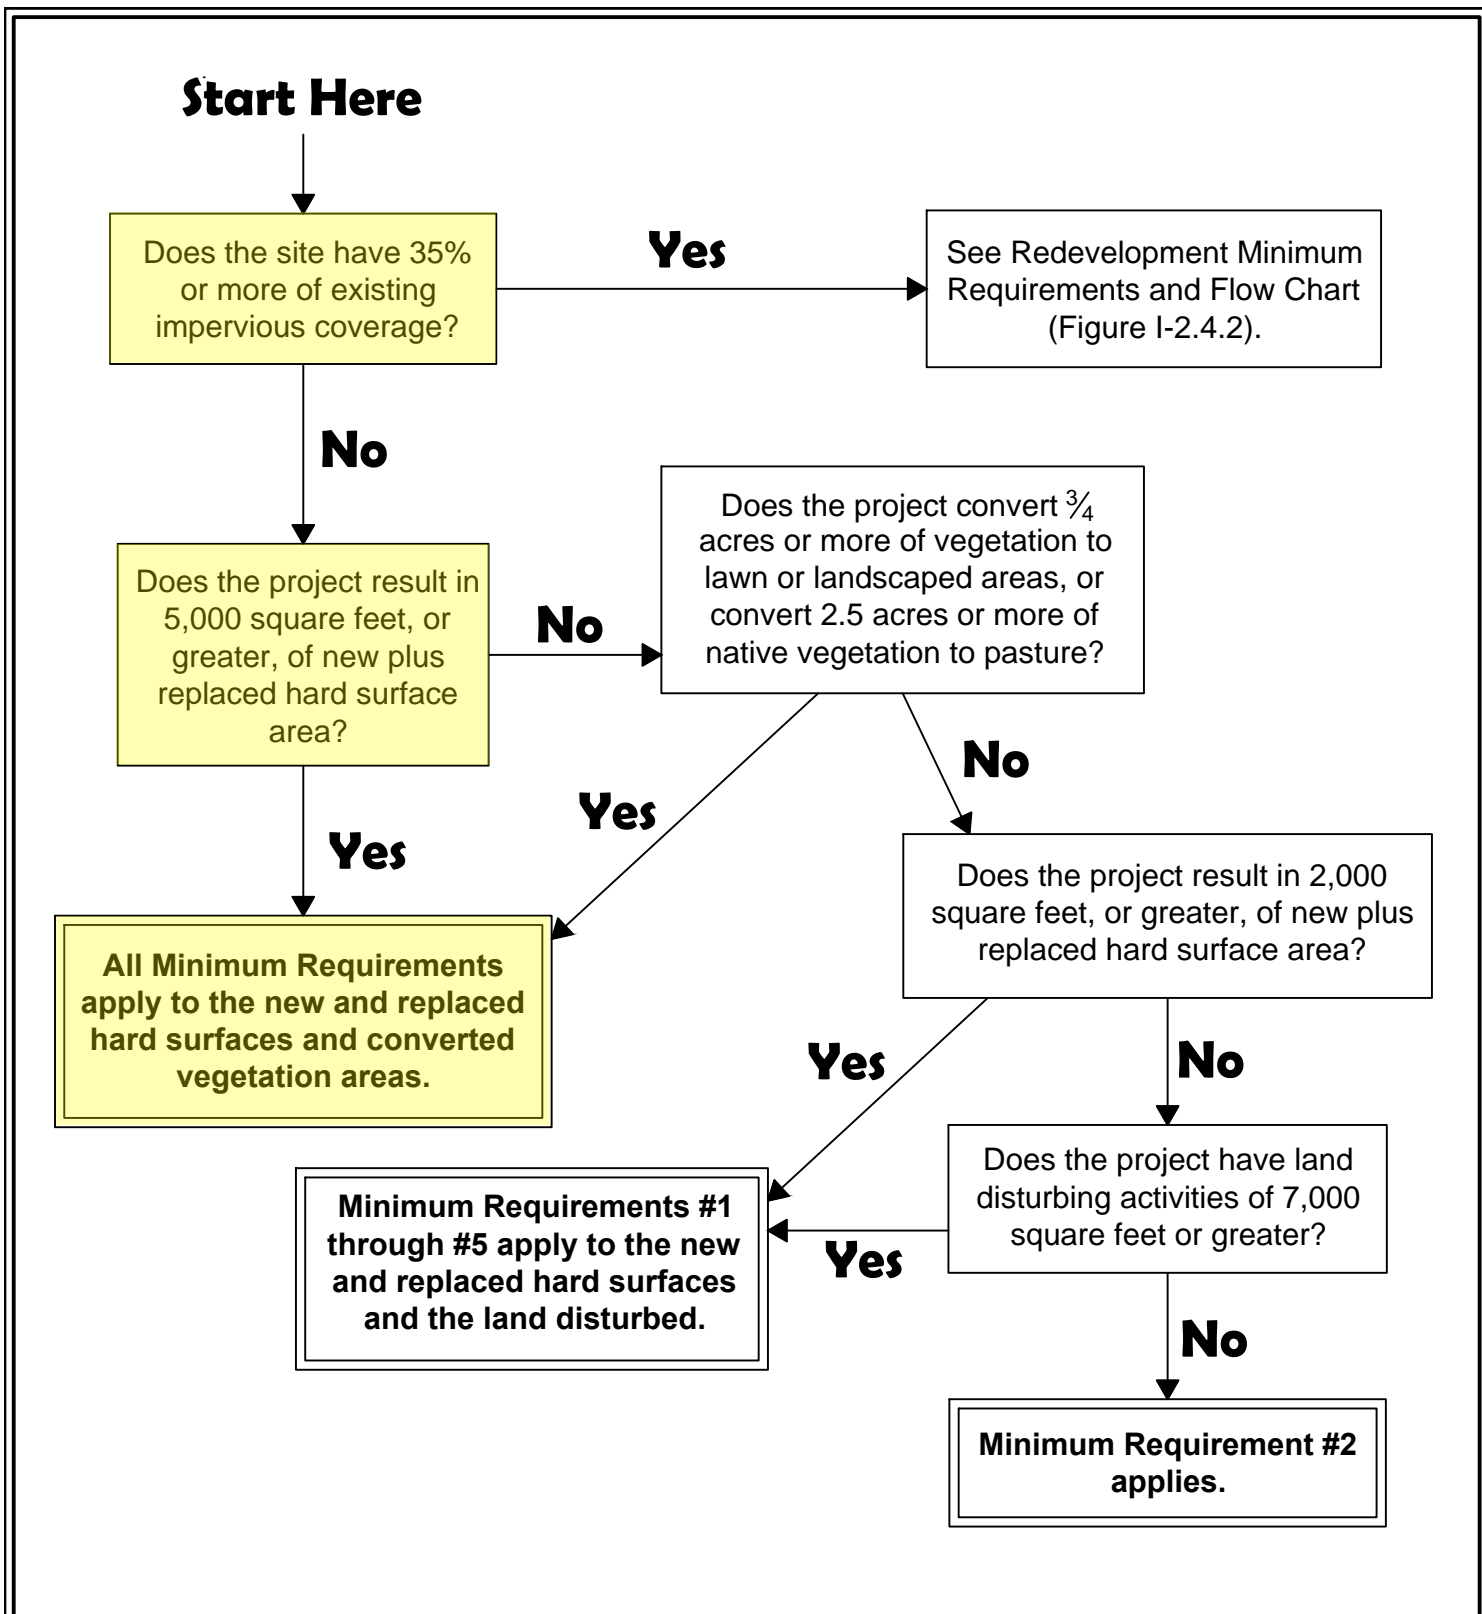 Start Here
Does the site have 35%
or more of existing
impervious coverage?
Yes
See Redevelopment Minimum
Requirements and Flow Chart
(Figure I-2.4.2).
No
Does the project convert ¾
acres or more of vegetation to
lawn or landscaped areas, or
convert 2.5 acres or more of
native vegetation to pasture?
Does the project result in
5,000 square feet, or
greater, of new plus
replaced hard surface
area?
No
No
Yes
Yes
Does the project result in 2,000
square feet, or greater, of new plus
replaced hard surface area?
All Minimum Requirements
apply to the new and replaced
hard surfaces and converted
vegetation areas.
Yes
No
Does the project have land
disturbing activities of 7,000
square feet or greater?
Minimum Requirements #1
through #5 apply to the new
and replaced hard surfaces
and the land disturbed.
Yes
No
Minimum Requirement #2
applies.